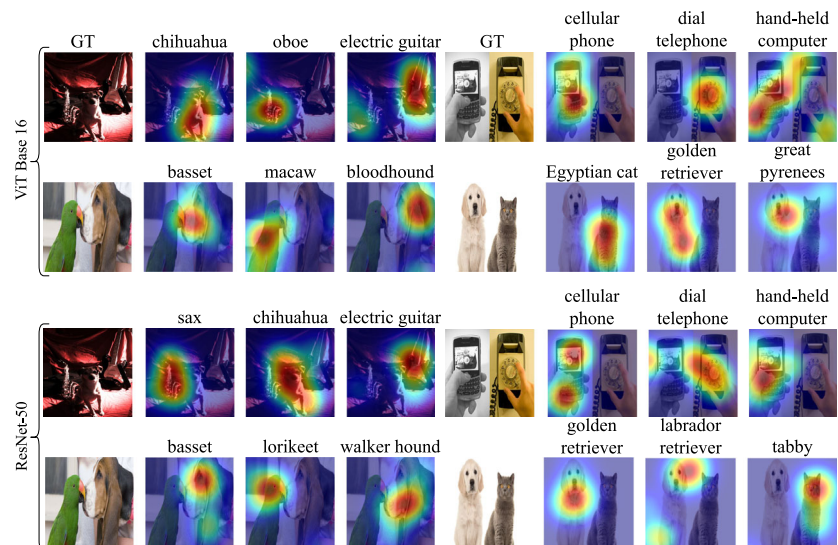 ViT Base 16
GT
chihuahua
oboe
electric guitar
GT
cellular
phone
dial
telephone
hand-held
computer
basset
macaw
bloodhound
Egyptian cat
golden
retriever
great
pyrenees
ResNet-50
sax
chihuahua
electric guitar
cellular
phone
dial
telephone
hand-held
computer
basset
lorikeet
walker hound
golden
retriever
labrador
retriever
tabby